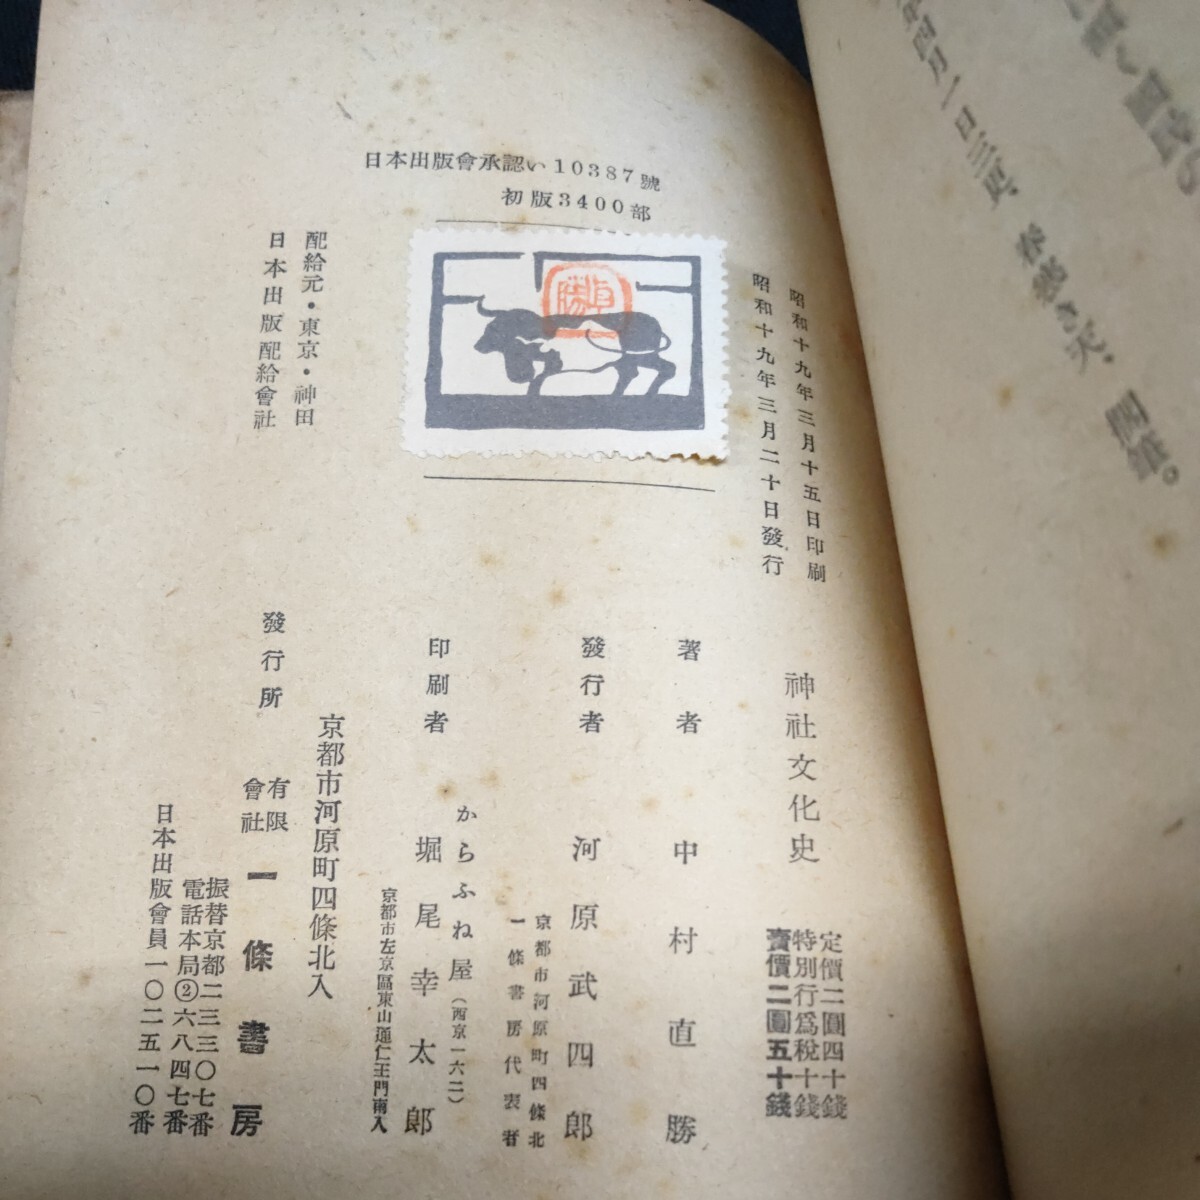 日本出版會承認い10387號
初版3400部
昭和十九年三月十五日印刷
昭和十九年三月二十日發行
配給元・東京・神田
日本出版配給會社
神社文化史
定價二圓四十錢
特別行爲税十錢
賣價二圓五十錢
著者 中村直勝
發行者 河原武四郎
京都市河原町四條北
一條書房代表者
印刷者 堀尾幸太郎
からふね屋(西京一六二)
京都市左京區東山通仁王門南入
京都市河原町四條北入
發行所 有限會社 一條書房
振替京都二三三〇七番
電話本局②六八四七番
日本出版會員一〇二五一〇番